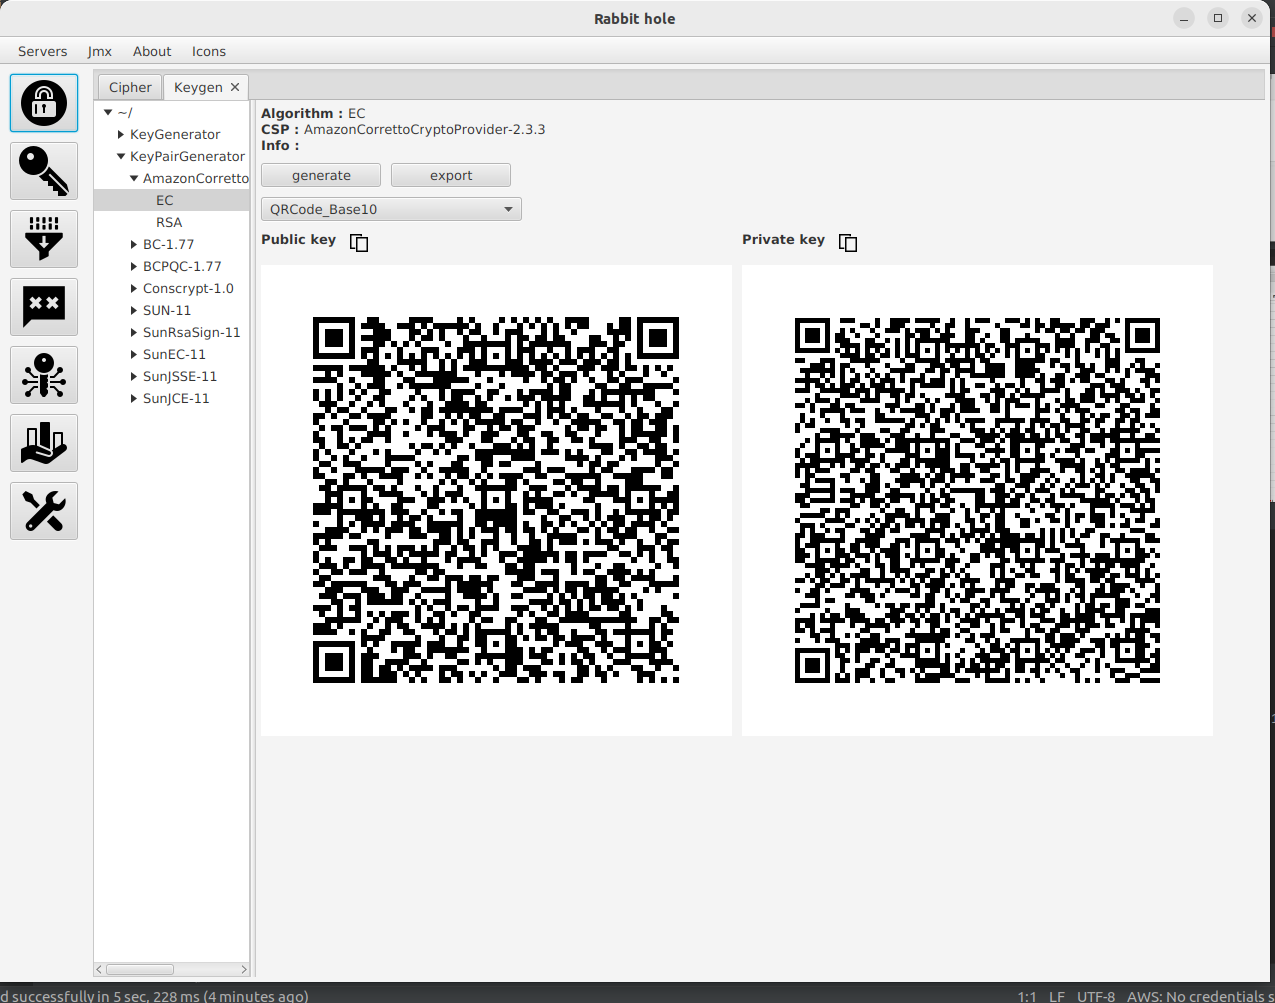 Rabbit hole
Servers Jmx About Icons
Cipher Keygen
~/
KeyGenerator
KeyPairGenerator
AmazonCorretto
EC
RSA
BC-1.77
BCPQC-1.77
Conscrypt-1.0
SUN-11
SunRsaSign-11
SunEC-11
SunJSSE-11
SunJCE-11
Algorithm : EC
CSP : AmazonCorrettoCryptoProvider-2.3.3
Info :
generate export
QRCode_Base10
Public key Private key
d successfully in 5 sec, 228 ms (4 minutes ago) 1:1 LF UTF-8 AWS: No credentials s